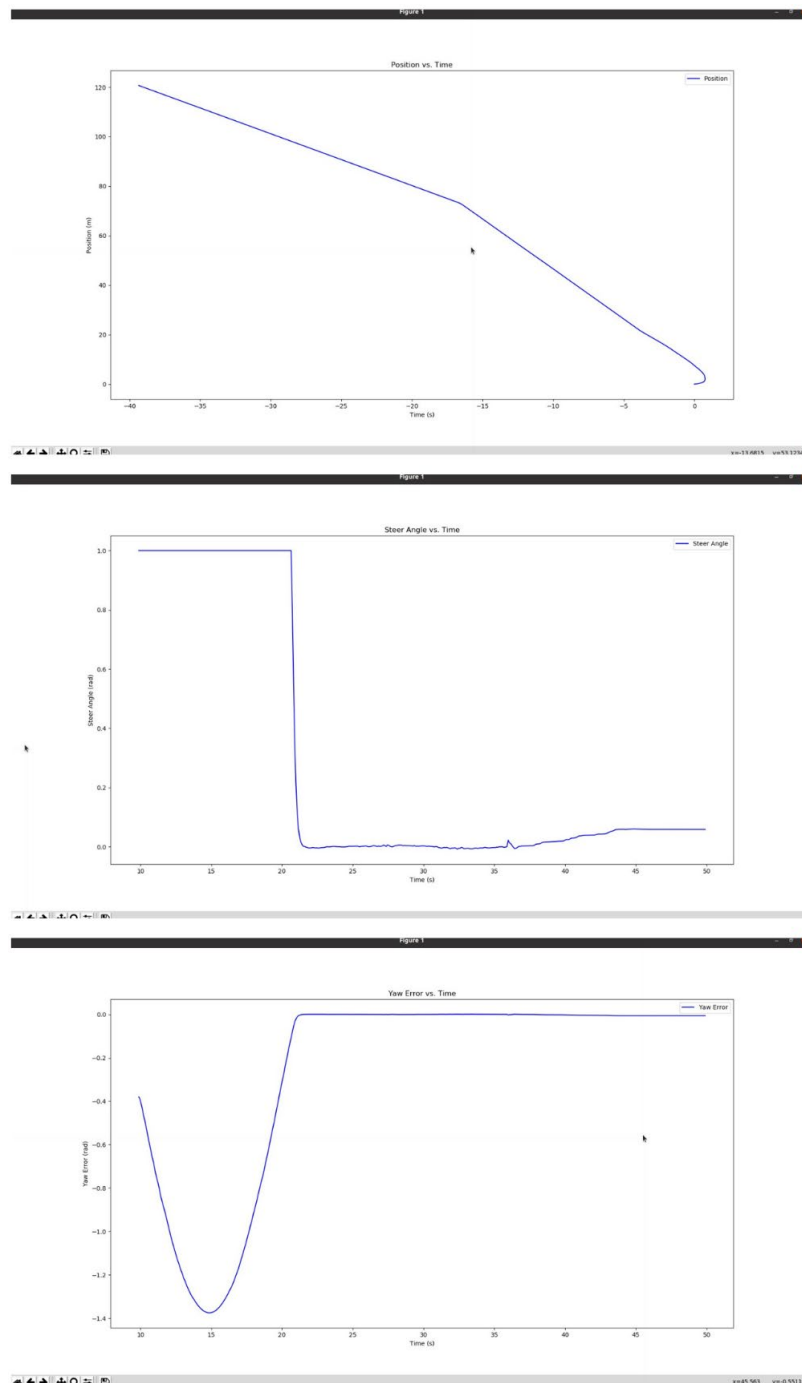 Figure 1
Position vs. Time
Position
120
100
80
60
40
20
0
Position (m)
−40 −35 −30 −25 −20 −15 −10 −5 0
Time (s)
x=-13.6815 y=53.1234
Figure 1
Steer Angle vs. Time
Steer Angle
1.0
0.8
0.6
0.4
0.2
0.0
Steer Angle (rad)
10 15 20 25 30 35 40 45 50
Time (s)
Figure 1
Yaw Error vs. Time
Yaw Error
0.0
−0.2
−0.4
−0.6
−0.8
−1.0
−1.2
−1.4
Yaw Error (rad)
10 15 20 25 30 35 40 45 50
Time (s)